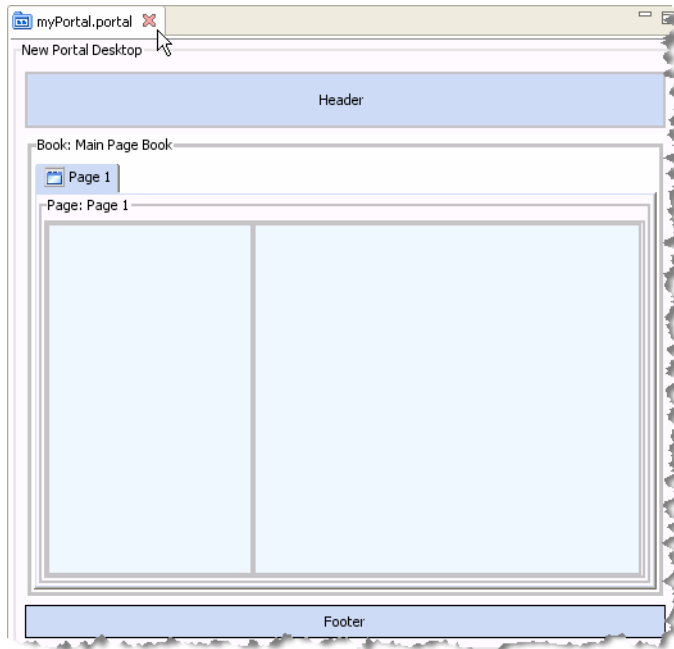 myPortal.portal
New Portal Desktop
Header
Book: Main Page Book
Page 1
Page: Page 1
Footer